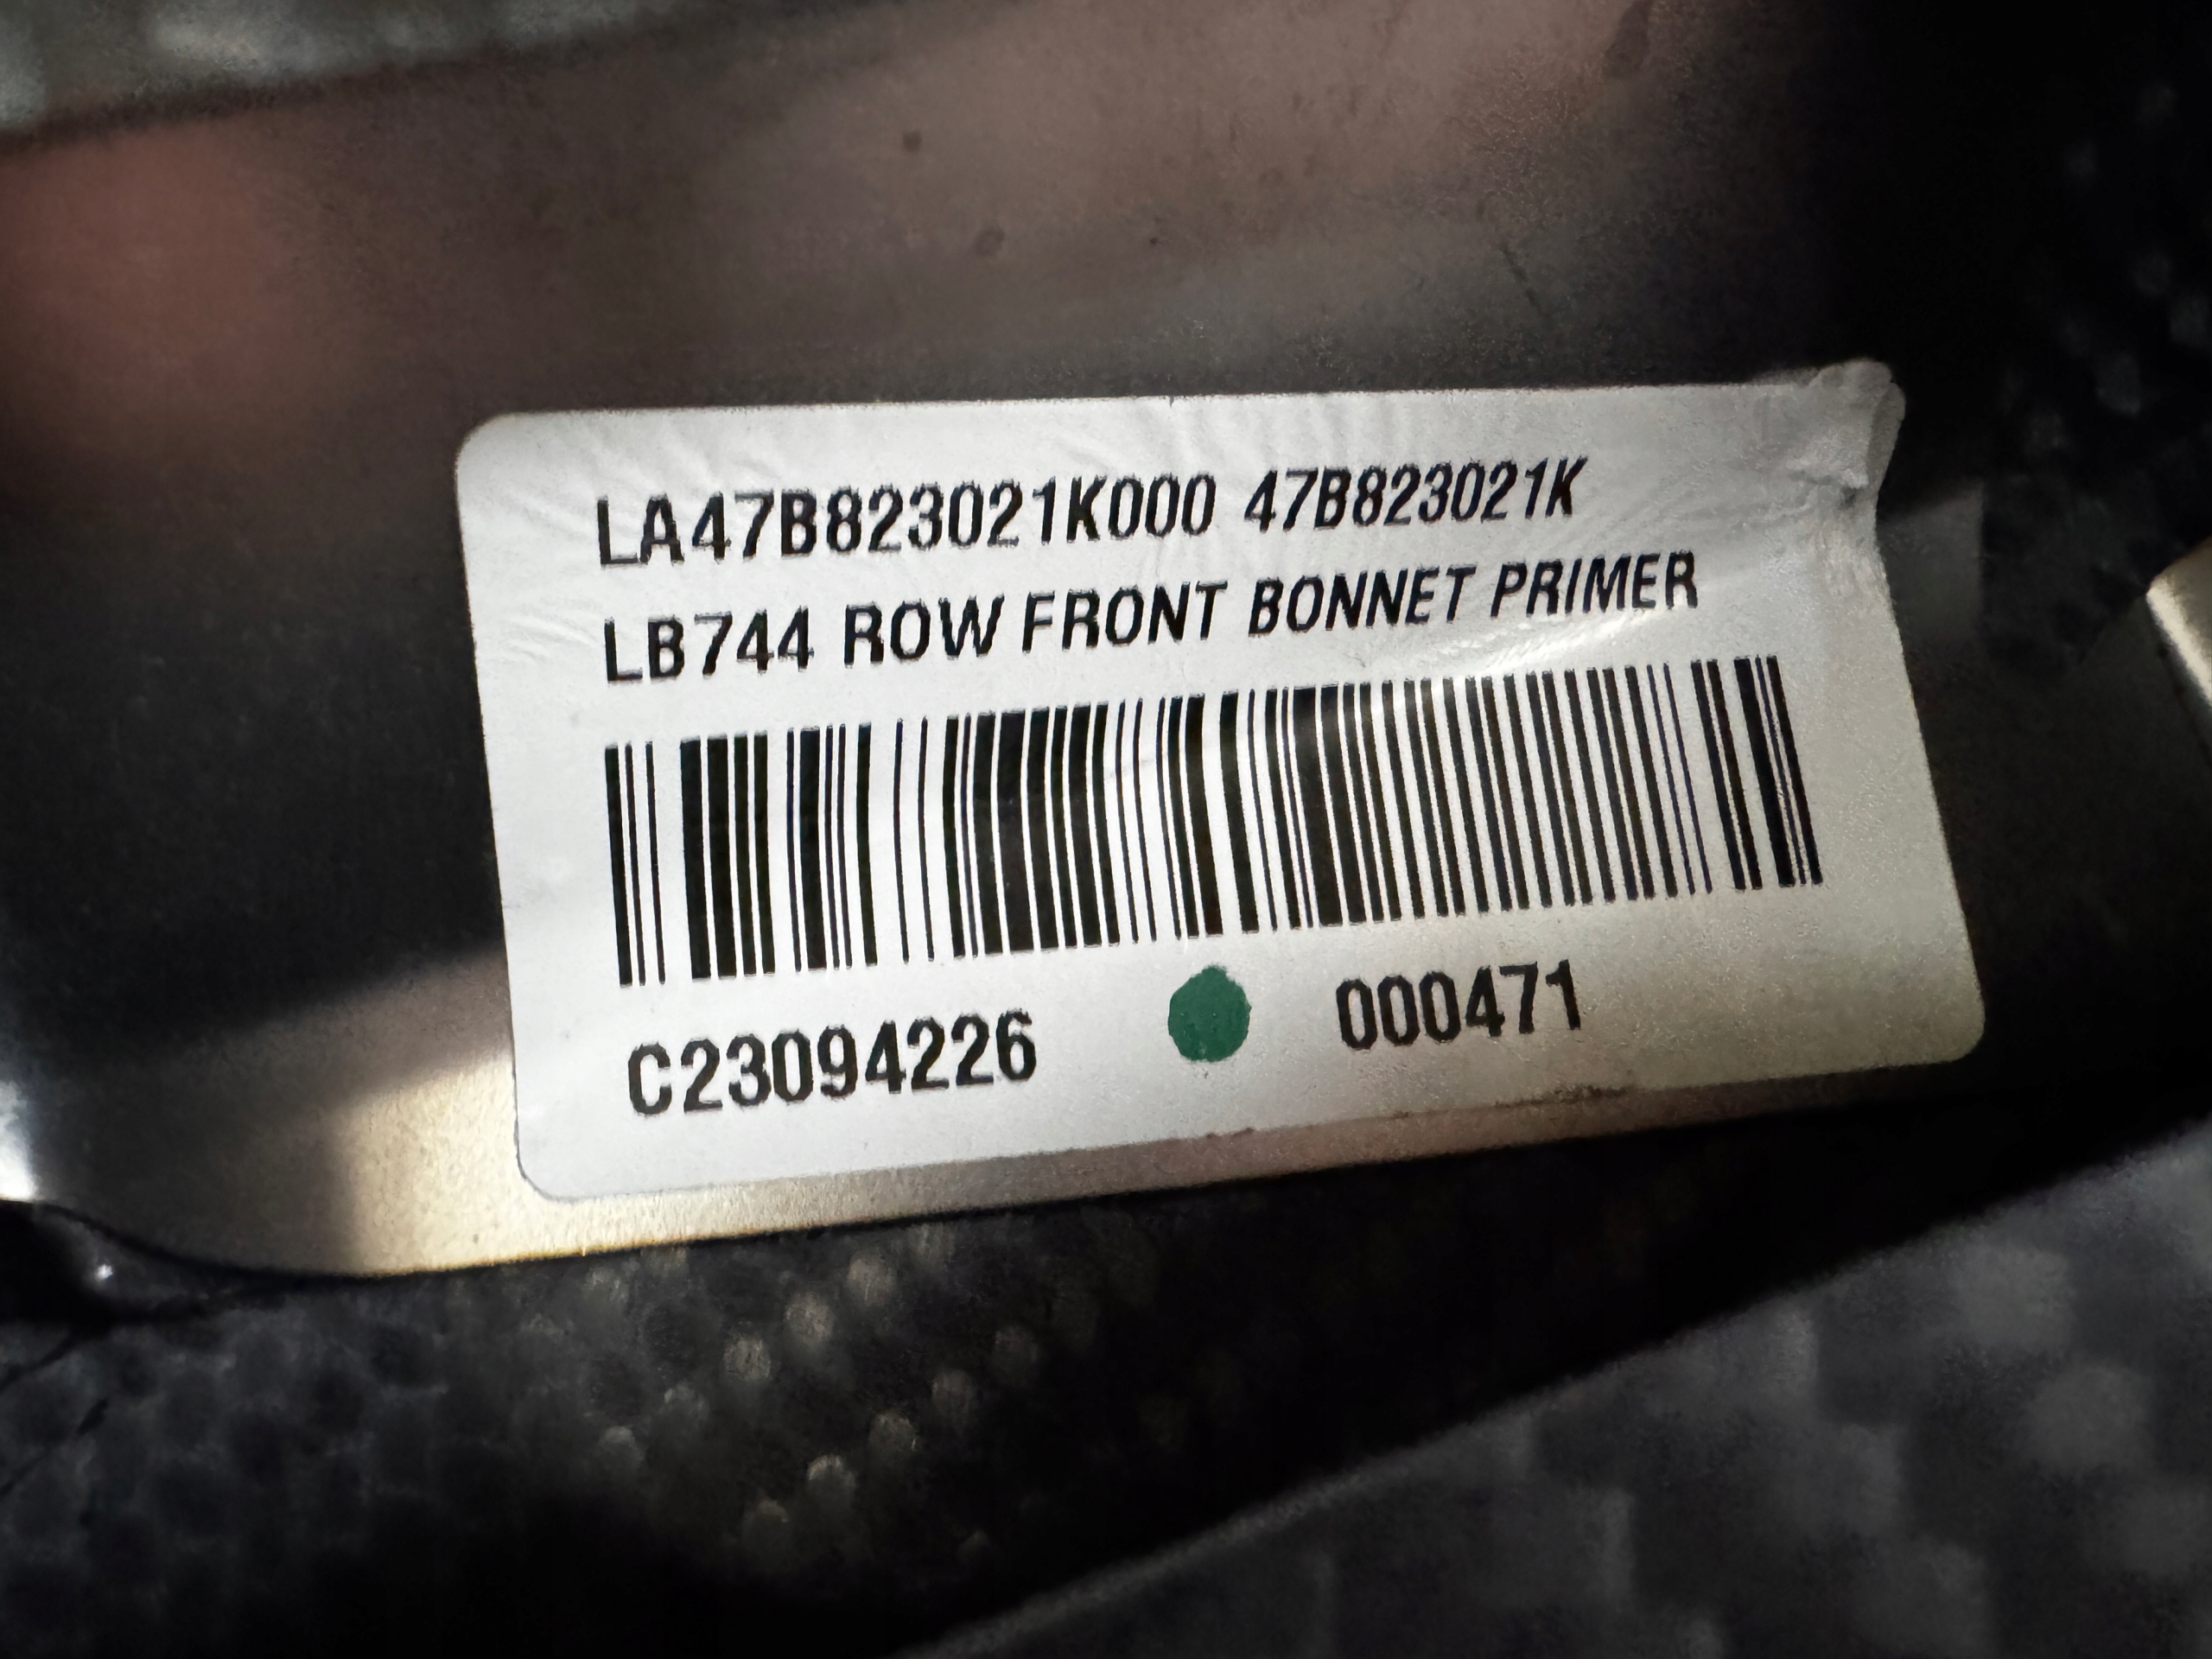 LA47B823021K000 47B823021K
LB744 ROW FRONT BONNET PRIMER
C23094226 000471